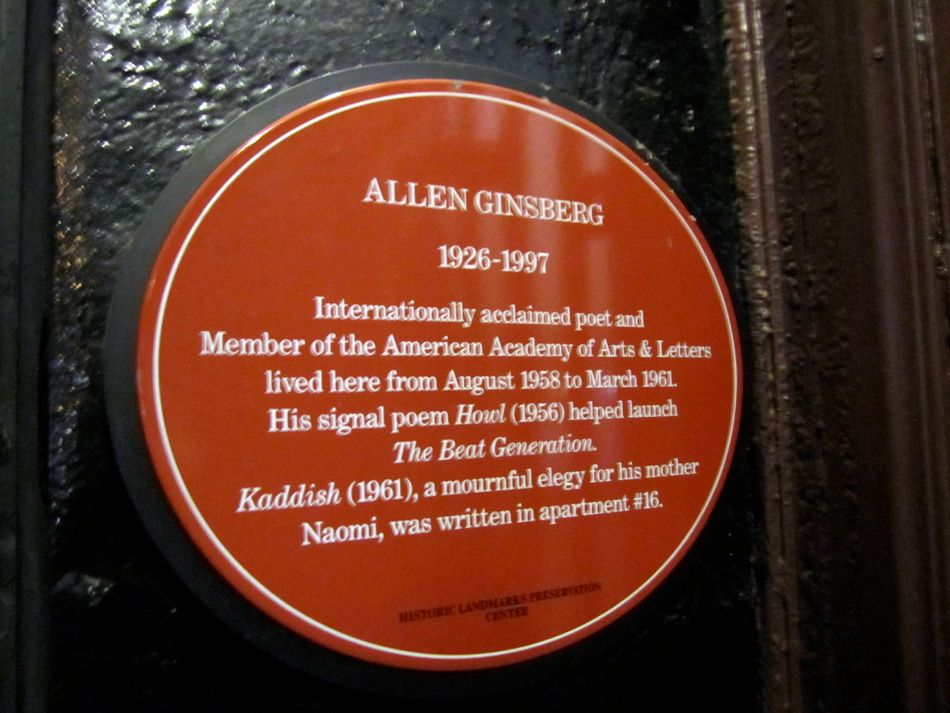 ALLEN GINSBERG
1926-1997
Internationally acclaimed poet and
Member of the American Academy of Arts & Letters
lived here from August 1958 to March 1961.
His signal poem Howl (1956) helped launch
The Beat Generation.
Kaddish (1961), a mournful elegy for his mother
Naomi, was written in apartment #16.
HISTORIC LANDMARKS PRESERVATION
CENTER